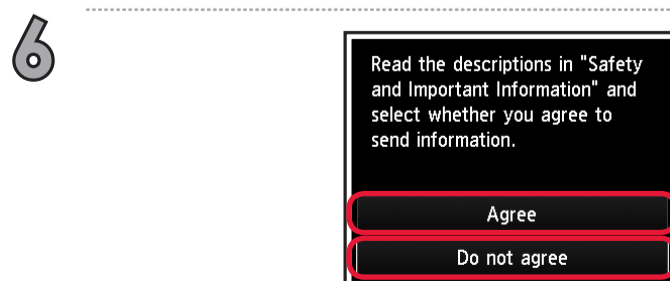 6
Read the descriptions in "Safety
and Important Information" and
select whether you agree to
send information.
Agree
Do not agree